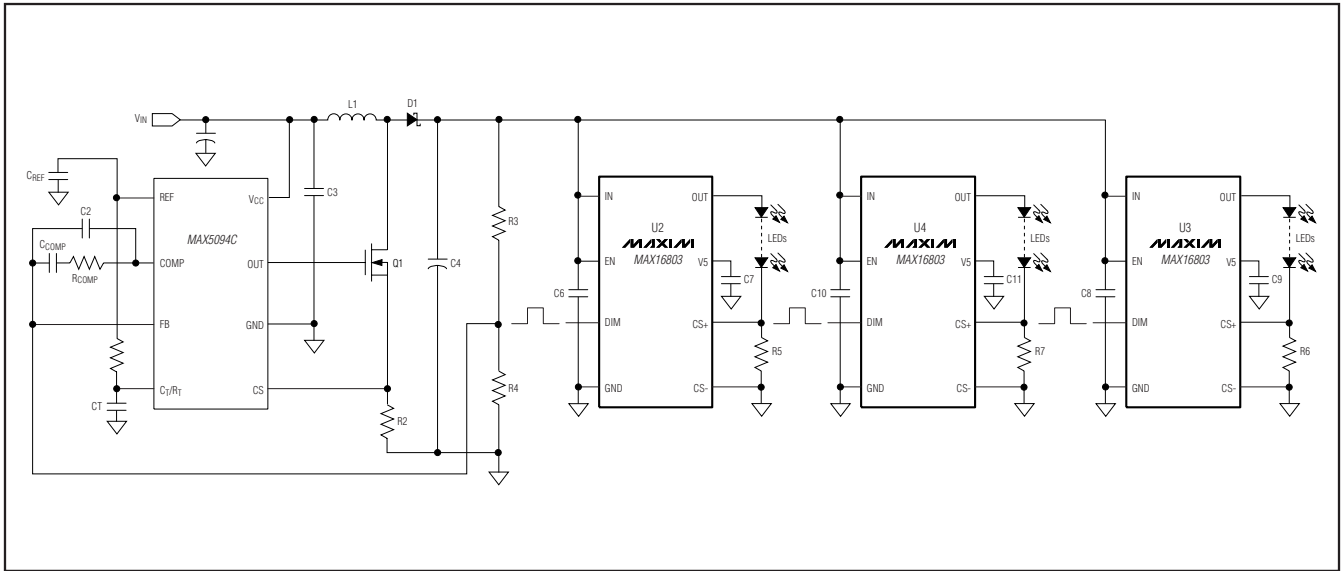 VIN
L1
D1
CREF
C2
CCOMP
RCOMP
CT
REF
COMP
FB
CT/RT
MAX5094C
VCC
OUT
GND
CS
C3
Q1
R2
C4
R3
R4
C6
IN
EN
DIM
GND
U2
MAXIM
MAX16803
OUT
V5
CS+
CS-
LEDs
C7
R5
C10
IN
EN
DIM
GND
U4
MAXIM
MAX16803
OUT
V5
CS+
CS-
LEDs
C11
R7
C8
IN
EN
DIM
GND
U3
MAXIM
MAX16803
OUT
V5
CS+
CS-
LEDs
C9
R6